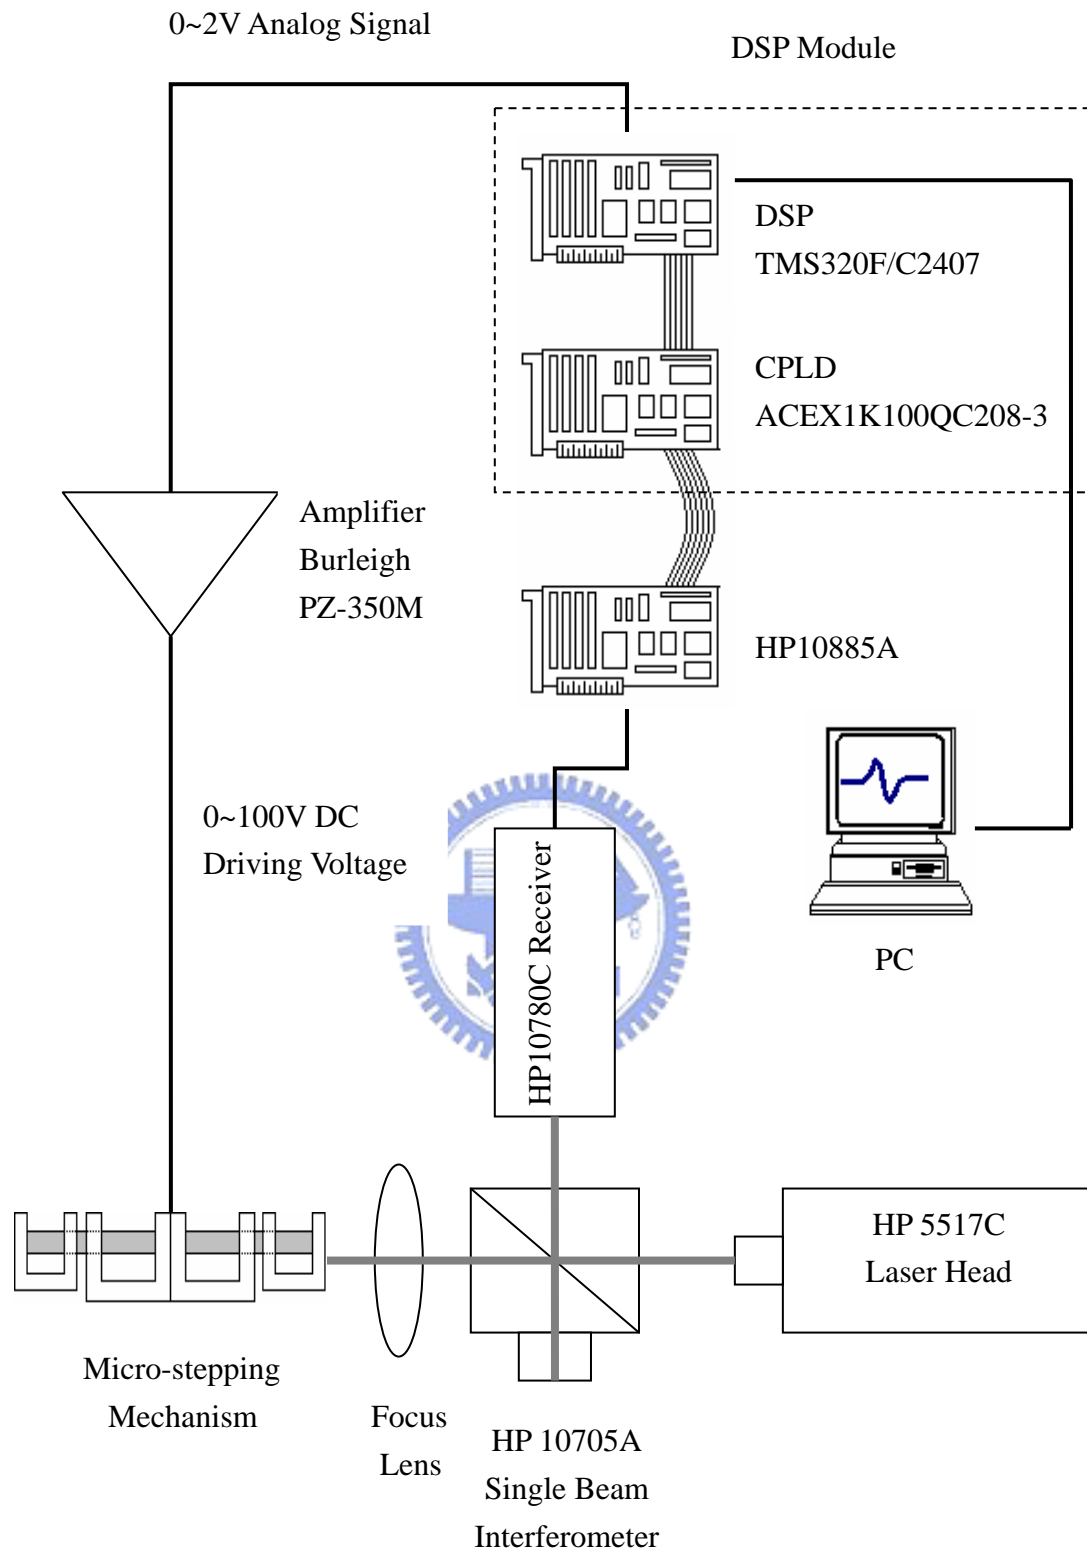 0~2V Analog Signal
DSP Module
DSP
TMS320F/C2407
CPLD
ACEX1K100QC208-3
Amplifier
Burleigh
PZ-350M
HP10885A
0~100V DC
Driving Voltage
HP10780C Receiver
PC
HP 5517C
Laser Head
Micro-stepping
Mechanism
Focus
Lens
HP 10705A
Single Beam
Interferometer